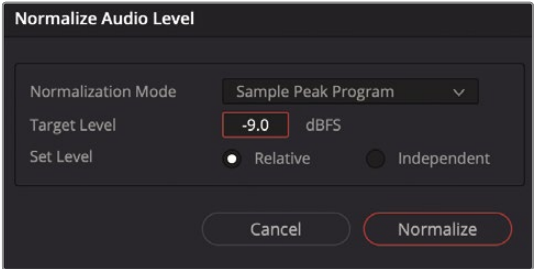 Normalize Audio Level
Normalization Mode Sample Peak Program
Target Level -9.0 dBFS
Set Level Relative Independent
Cancel Normalize